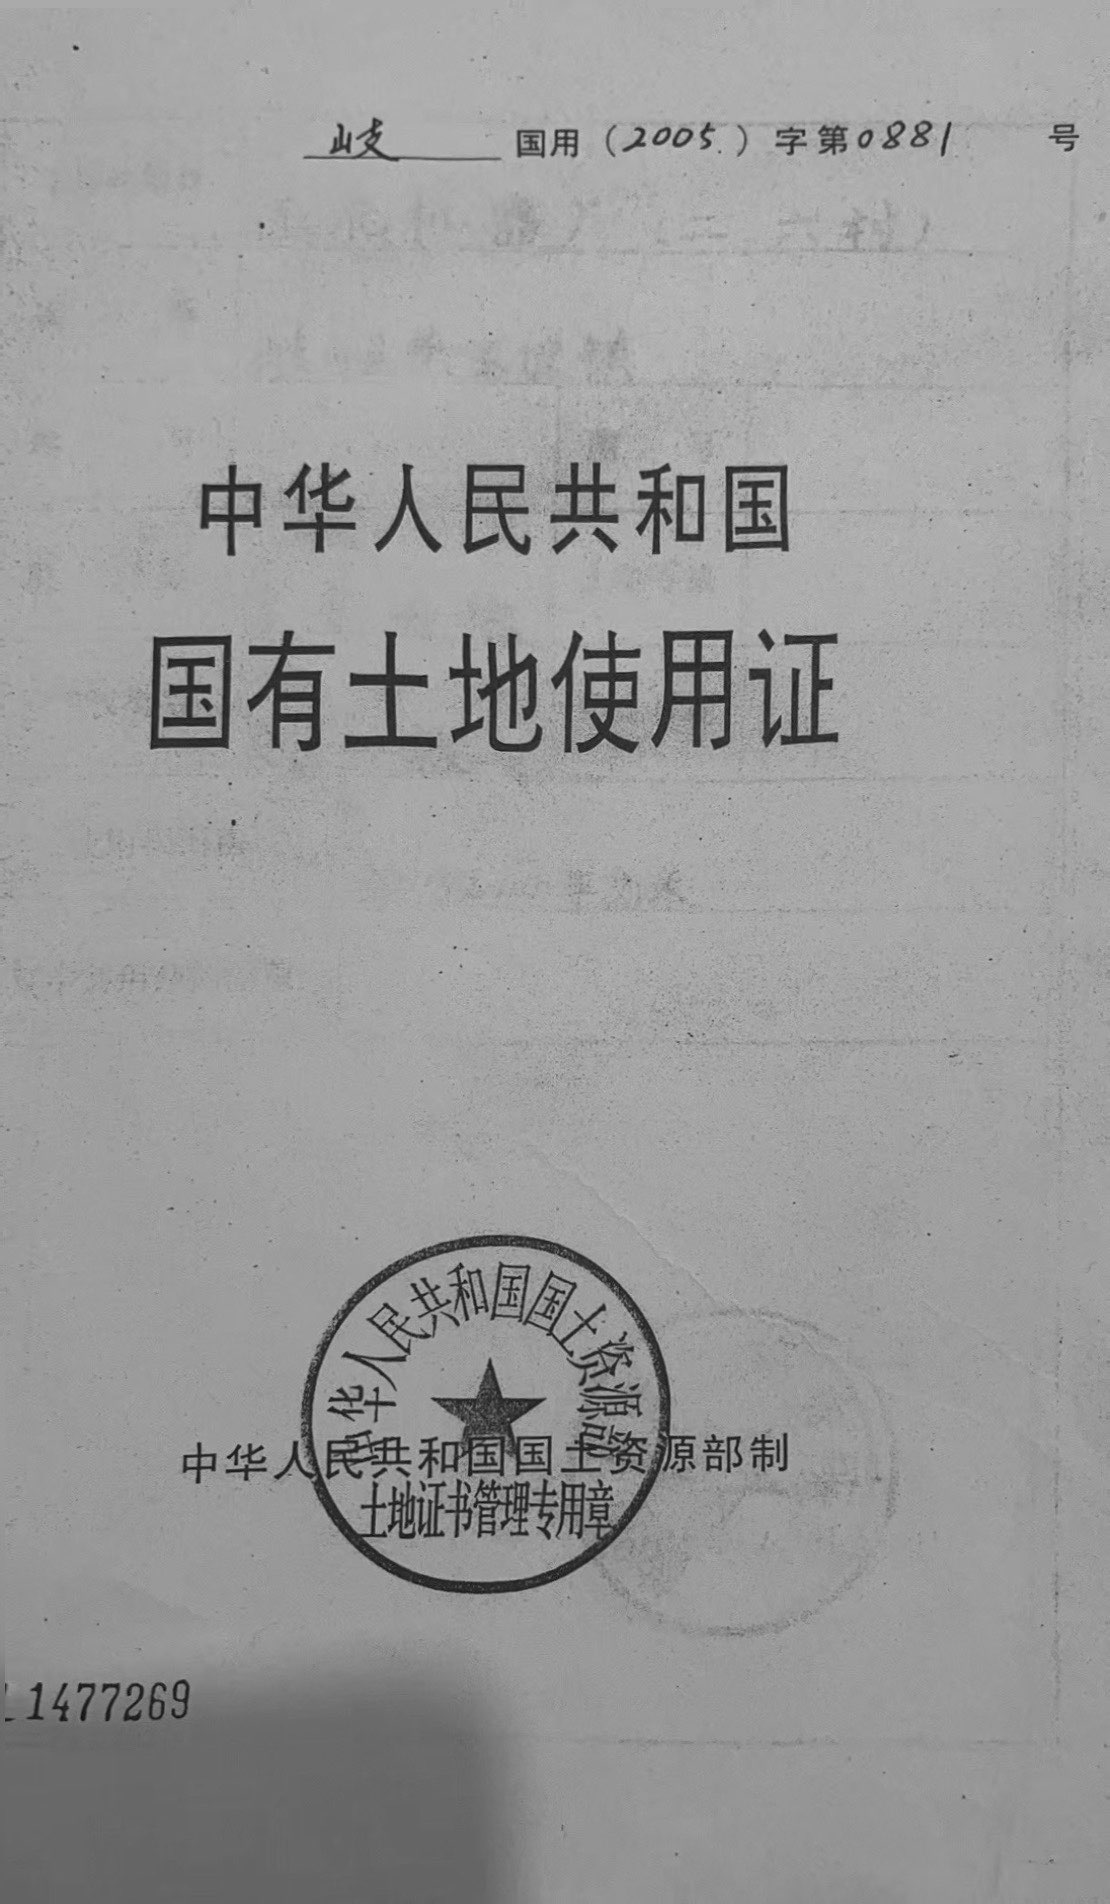 岐 国用（2005.）字第0881 号
中华人民共和国
国有土地使用证
中华人民共和国国土资源部
中华人民共和国国土资源部制
土地证书管理专用章
1477269